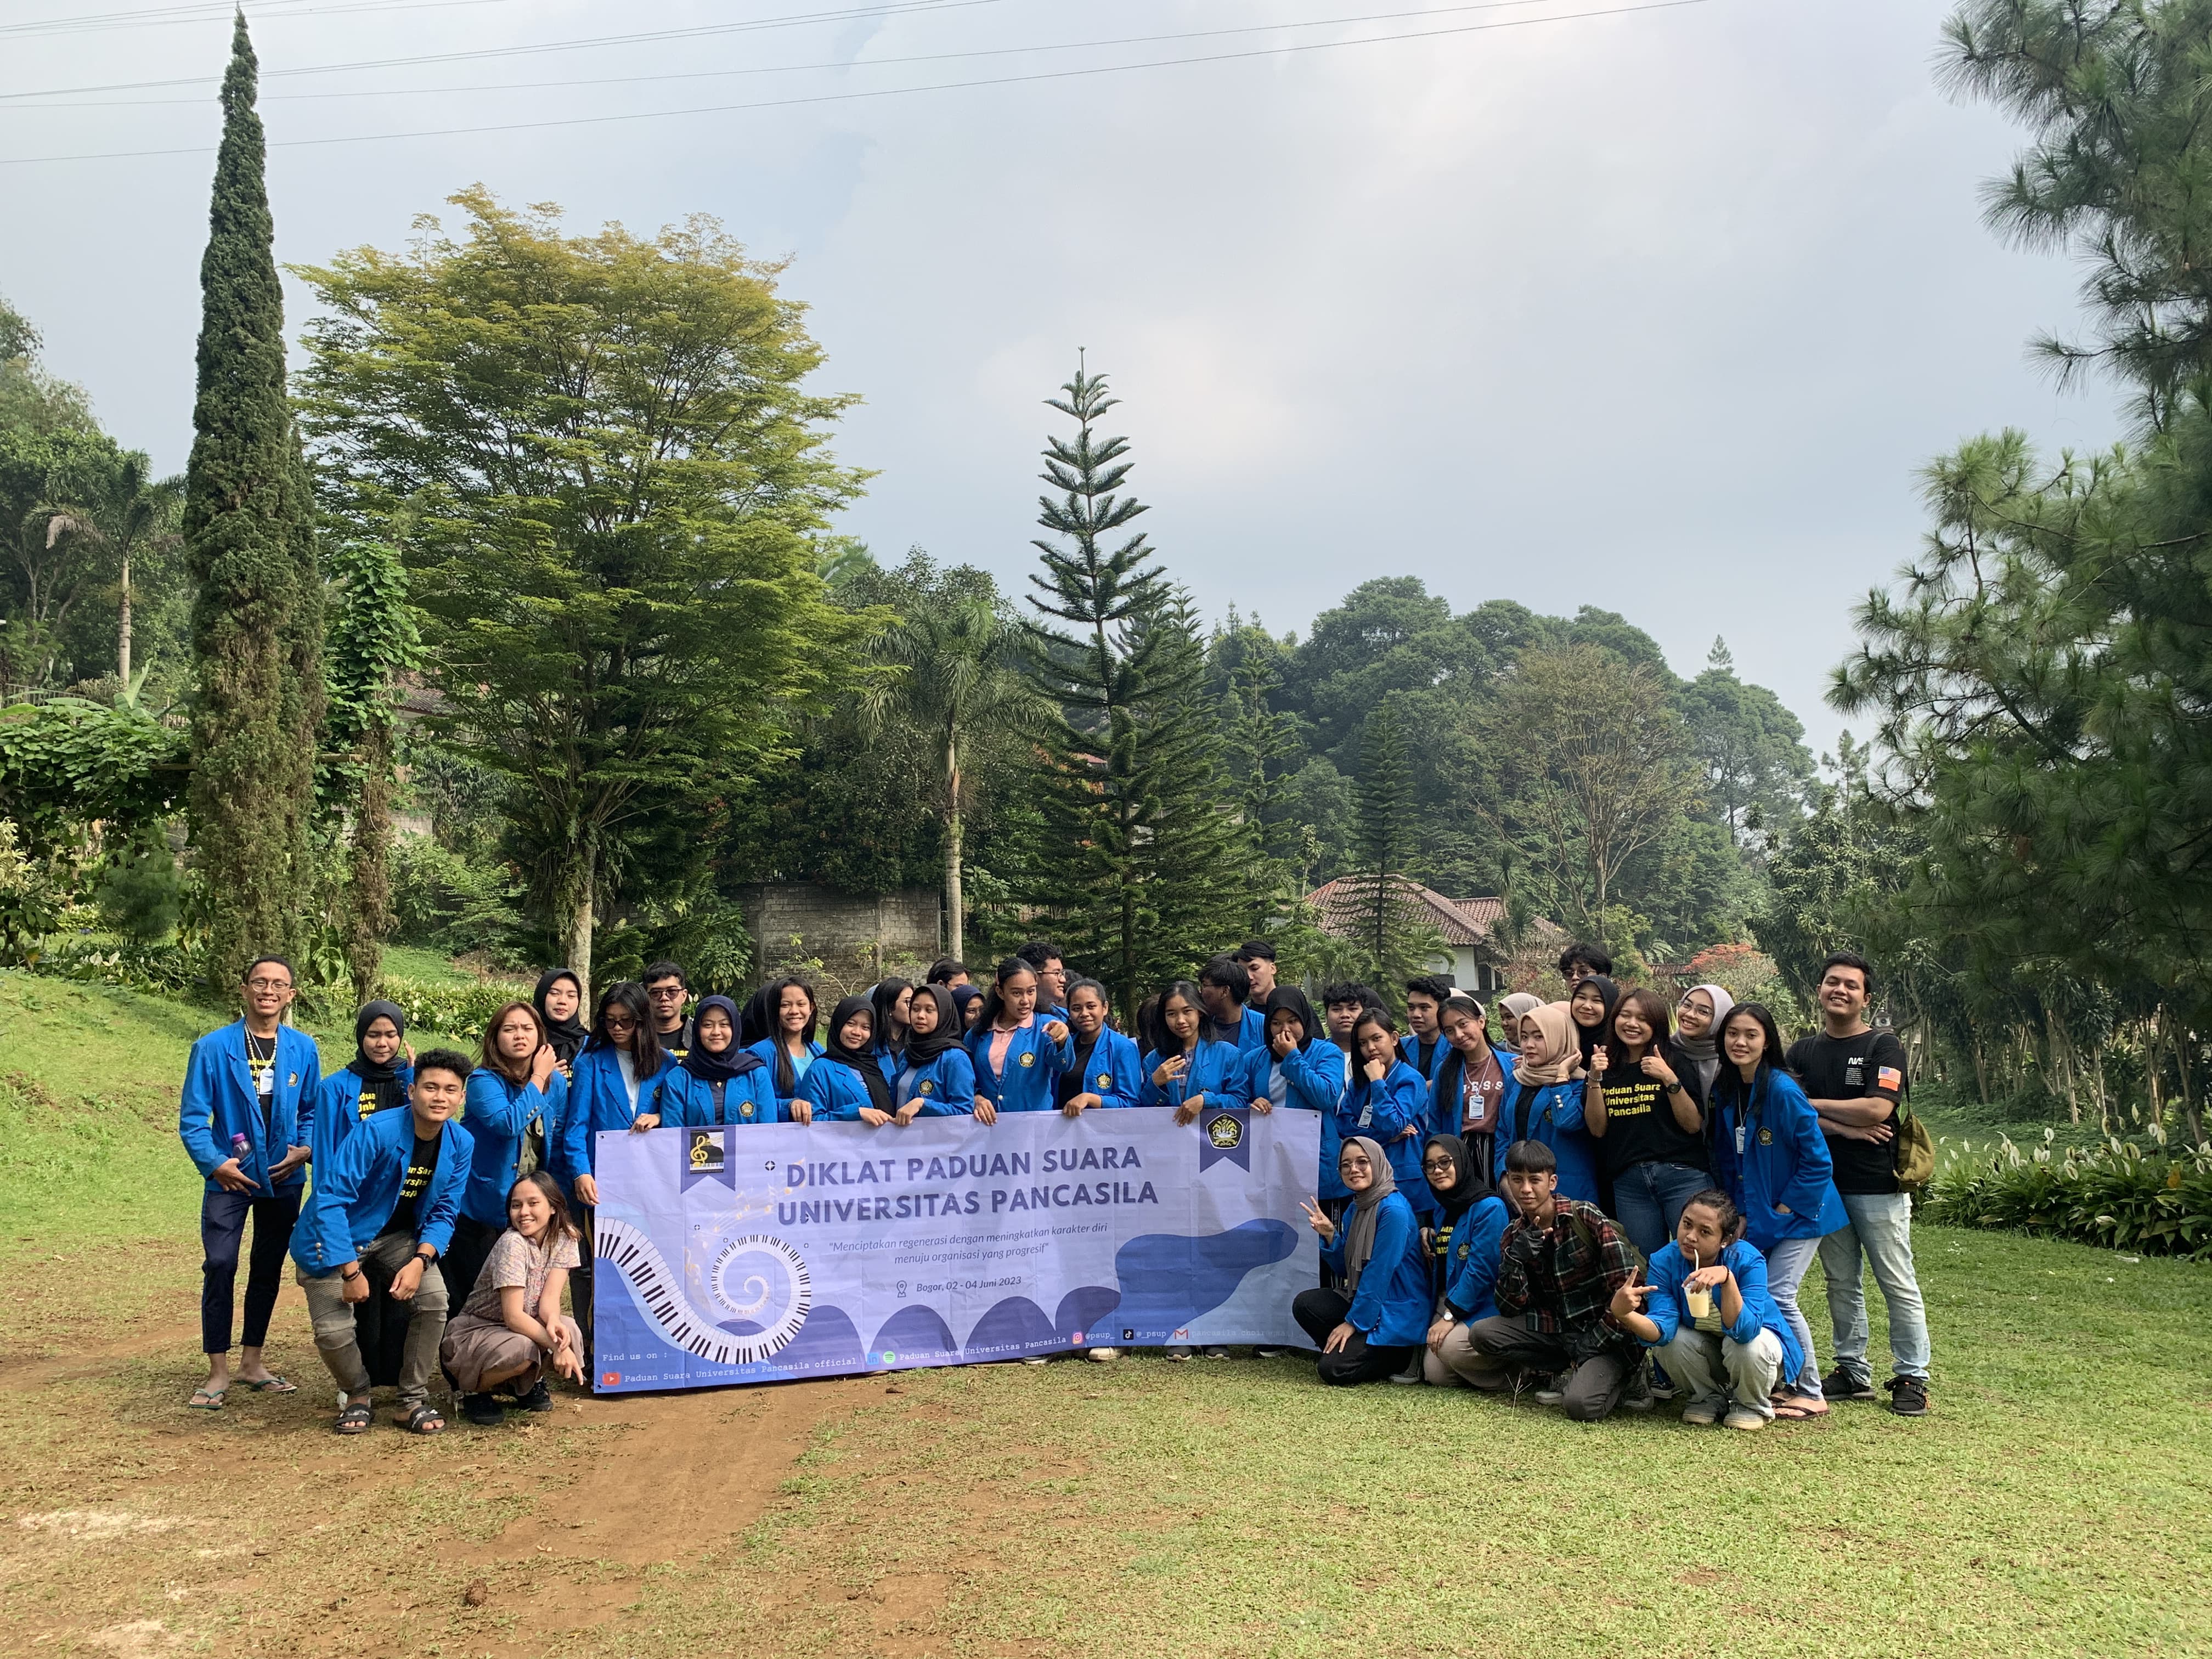 DIKLAT PADUAN SUARA
UNIVERSITAS PANCASILA
"Menciptakan regenerasi dengan meningkatkan karakter diri
menuju organisasi yang progresif"
Bogor, 02 - 04 Juni 2023
Find us on :
Paduan Suara Universitas Pancasila official
Paduan Suara Universitas Pancasila
@psup_
@_psup
Paduan Suara
Universitas
Pancasila